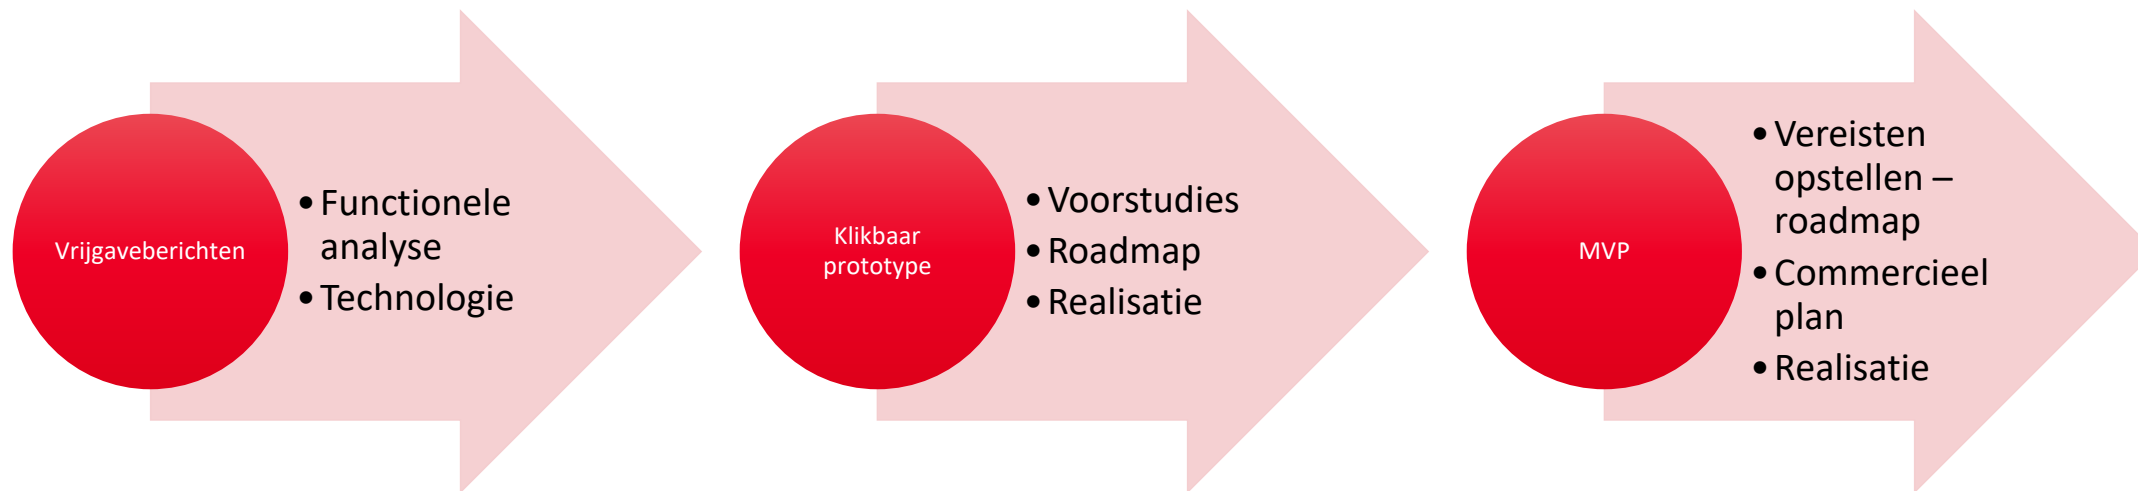 Vrijgaveberichten
• Functionele
analyse
• Technologie
Klikbaar
prototype
• Voorstudies
• Roadmap
• Realisatie
MVP
• Vereisten
opstellen –
roadmap
• Commercieel
plan
• Realisatie